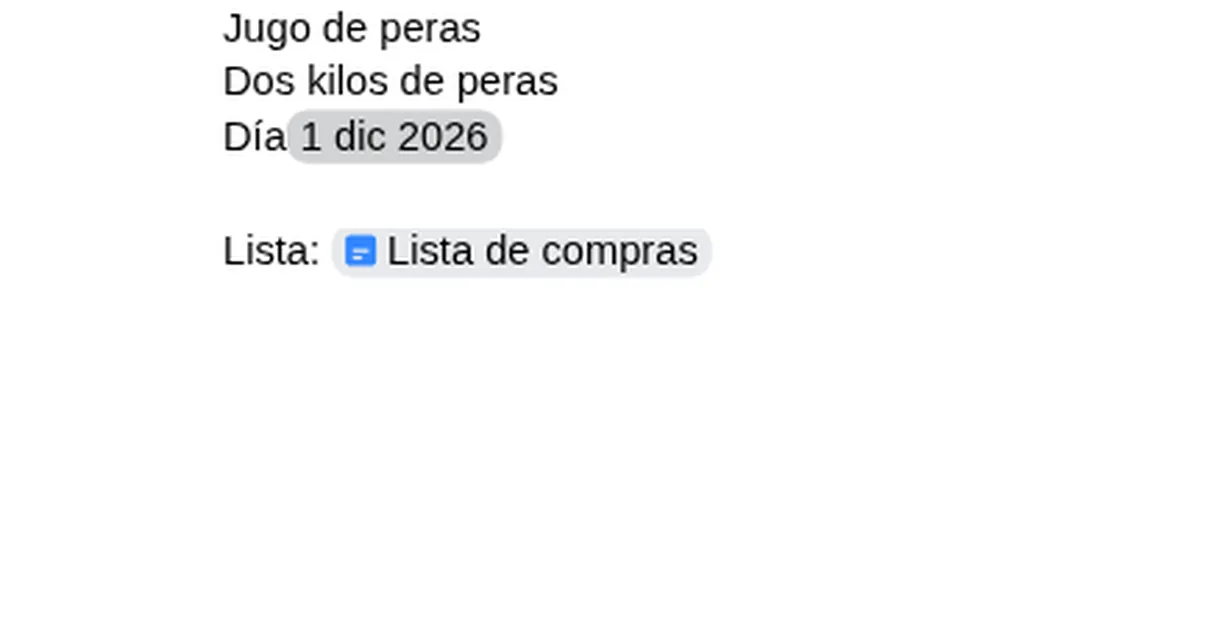 Jugo de peras
Dos kilos de peras
Día 1 dic 2026
Lista: Lista de compras